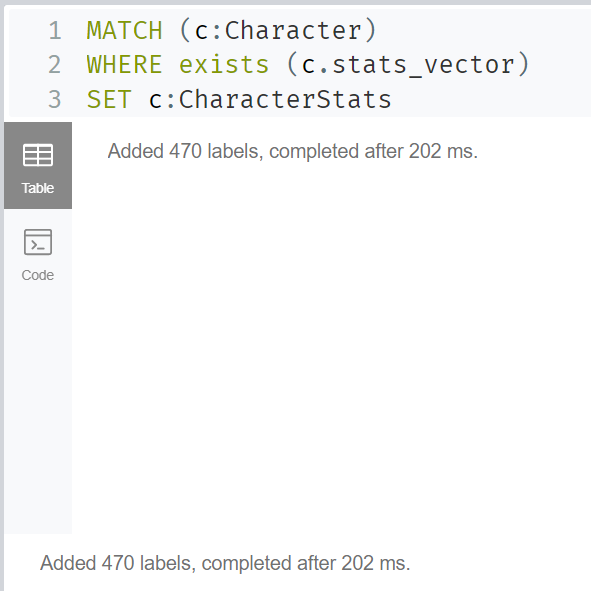 1 MATCH (c:Character)
2 WHERE exists (c.stats_vector)
3 SET c:CharacterStats
Added 470 labels, completed after 202 ms.
Table
Code
Added 470 labels, completed after 202 ms.